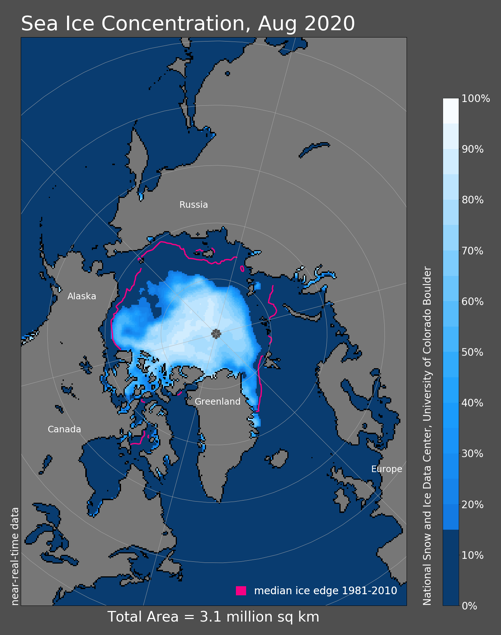 Sea Ice Concentration, Aug 2020
100%
90%
80%
70%
60%
50%
40%
30%
20%
10%
0%
Russia
Alaska
Greenland
Canada
Europe
near-real-time data
National Snow and Ice Data Center, University of Colorado Boulder
median ice edge 1981-2010
Total Area = 3.1 million sq km